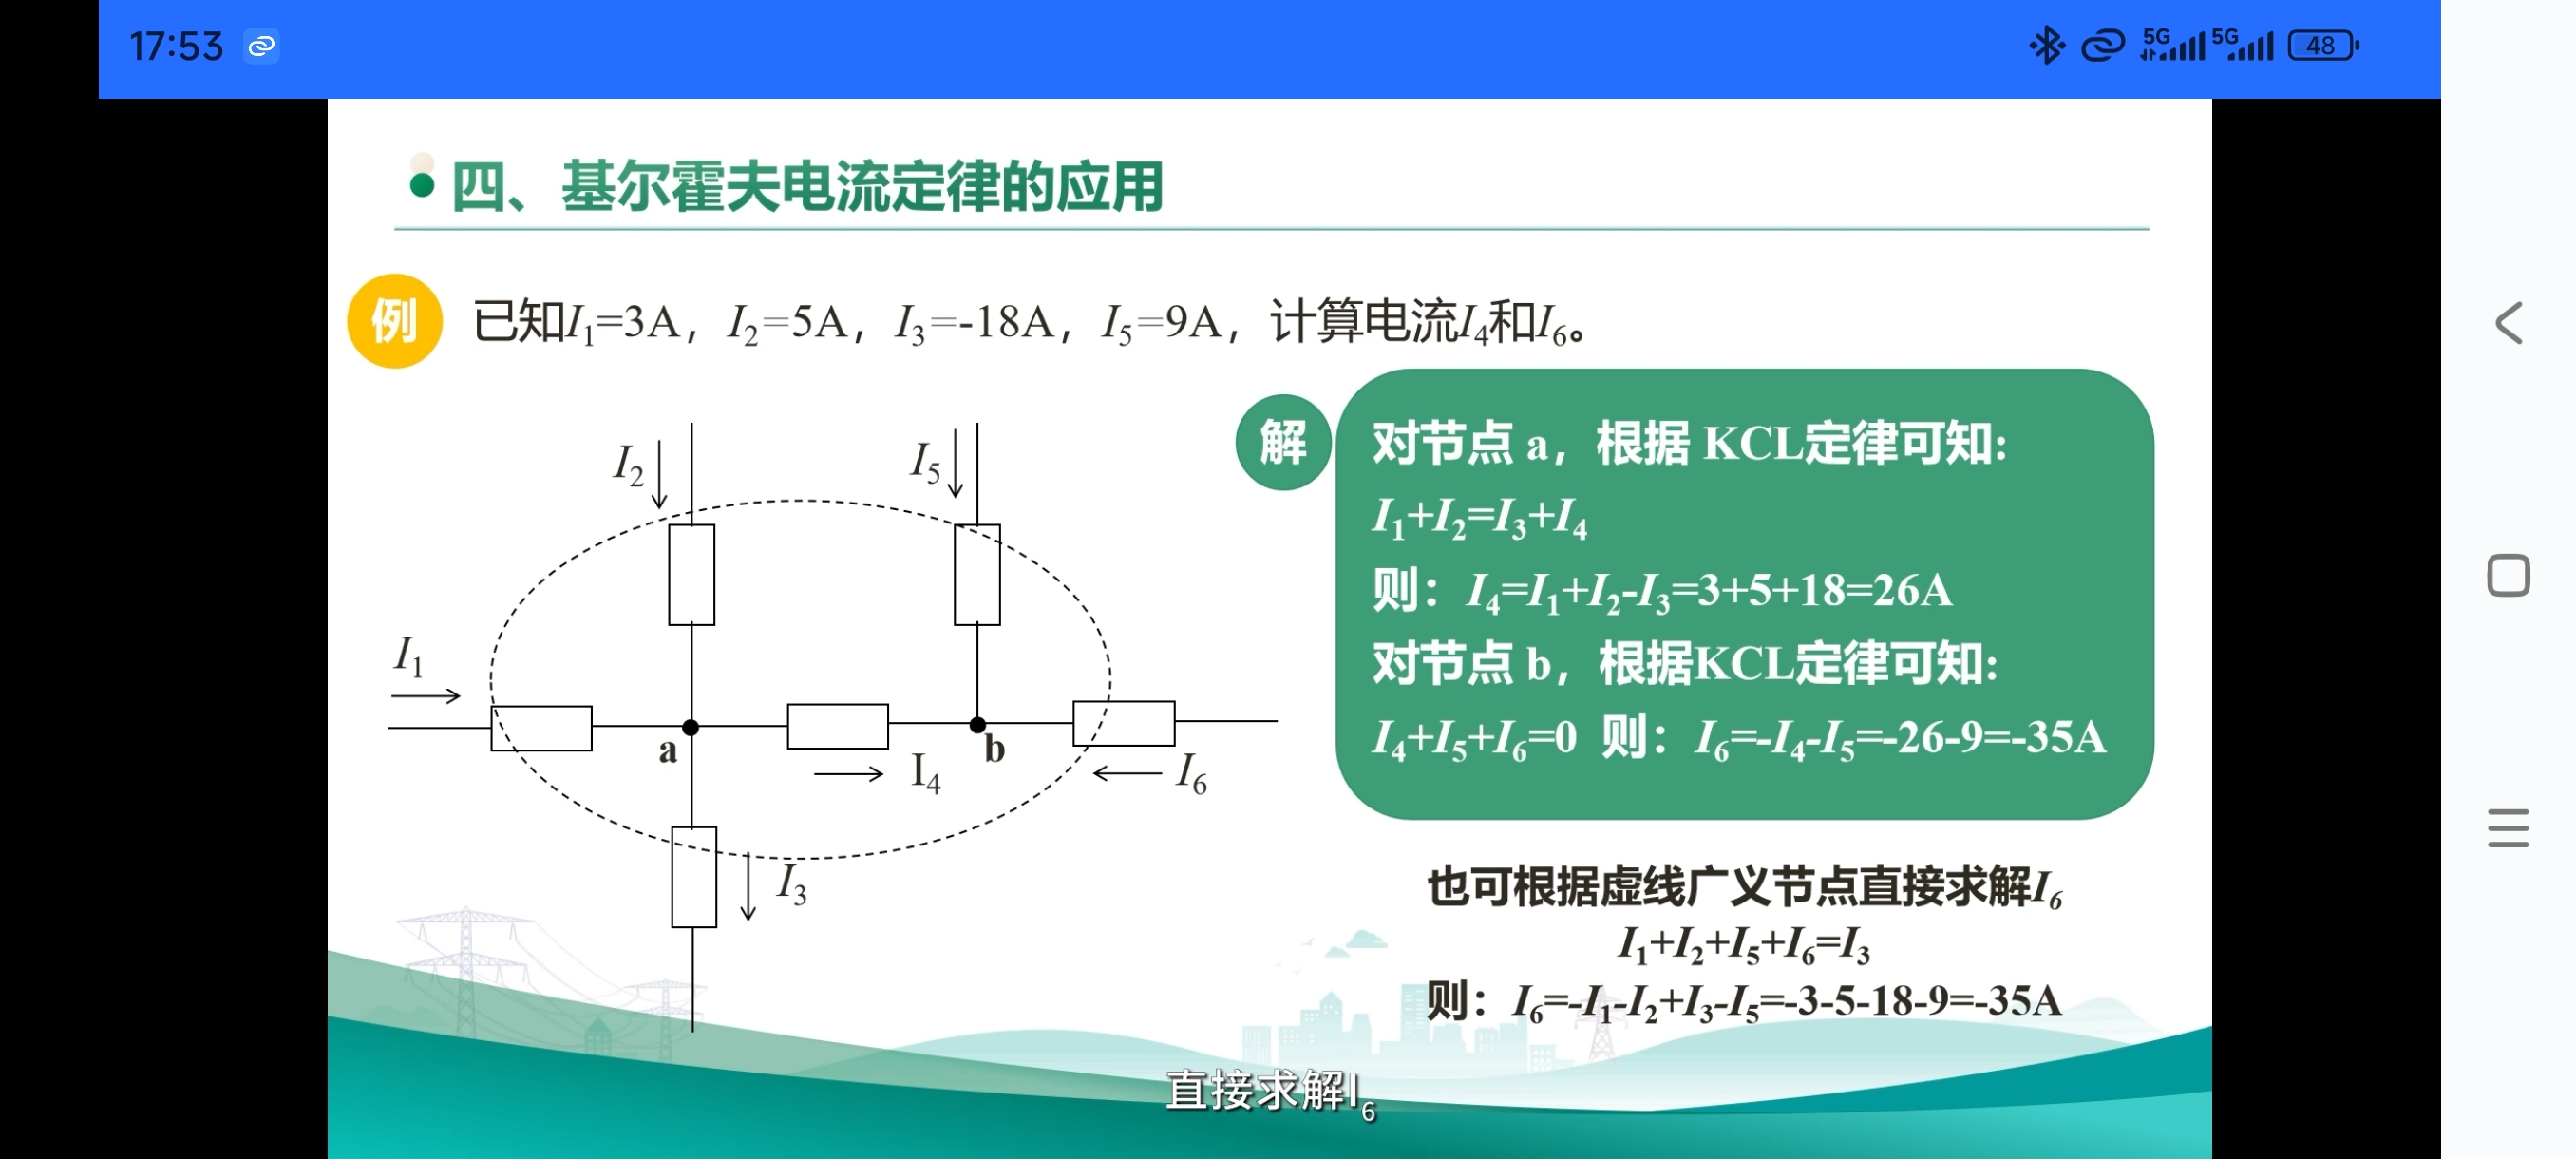 17:53
5G 5G 48
四、基尔霍夫电流定律的应用
例 已知I₁=3A，I₂=5A，I₃=-18A，I₅=9A，计算电流I₄和I₆。
I₂
I₅
I₁
a
b
I₄
I₆
I₃
解
对节点 a，根据 KCL定律可知:
I₁+I₂=I₃+I₄
则：I₄=I₁+I₂-I₃=3+5+18=26A
对节点 b，根据KCL定律可知:
I₄+I₅+I₆=0 则：I₆=-I₄-I₅=-26-9=-35A
也可根据虚线广义节点直接求解I₆
I₁+I₂+I₅+I₆=I₃
则：I₆=-I₁-I₂+I₃-I₅=-3-5-18-9=-35A
直接求解I₆